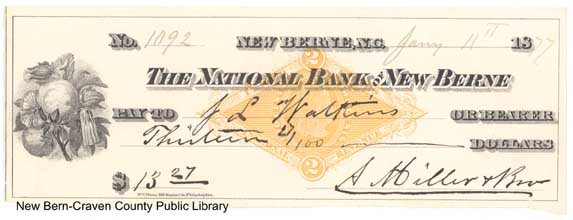 No. 1192 NEW BERNE, N.C. Jany 11th 1877
THE NATIONAL BANK OF NEW BERNE
PAY TO J L Watkins OR BEARER
Thirteen 27/100 DOLLARS
$ 13 27 A. Miller & Bro
New Bern-Craven County Public Library